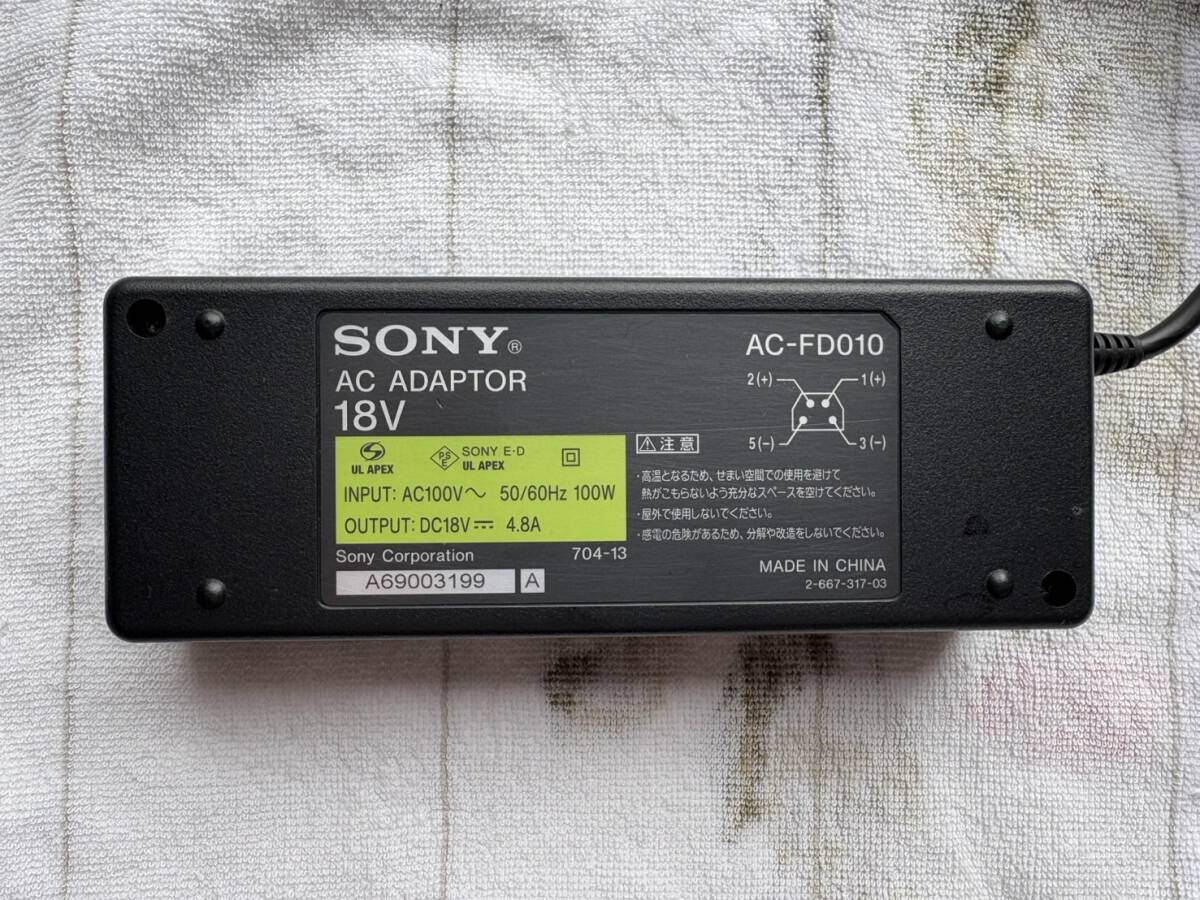 SONY®
AC ADAPTOR
18V
UL APEX
PSE
SONY E·D
UL APEX
INPUT: AC100V～ 50/60Hz 100W
OUTPUT: DC18V⎓ 4.8A
Sony Corporation 704-13
A69003199 A
AC-FD010
2(+) 1(+)
5(−) 3(−)
⚠注意
・高温となるため、せまい空間での使用を避けて
熱がこもらないよう充分なスペースを空けてください。
・屋外で使用しないでください。
・感電の危険があるため、分解や改造をしないでください。
MADE IN CHINA
2-667-317-03